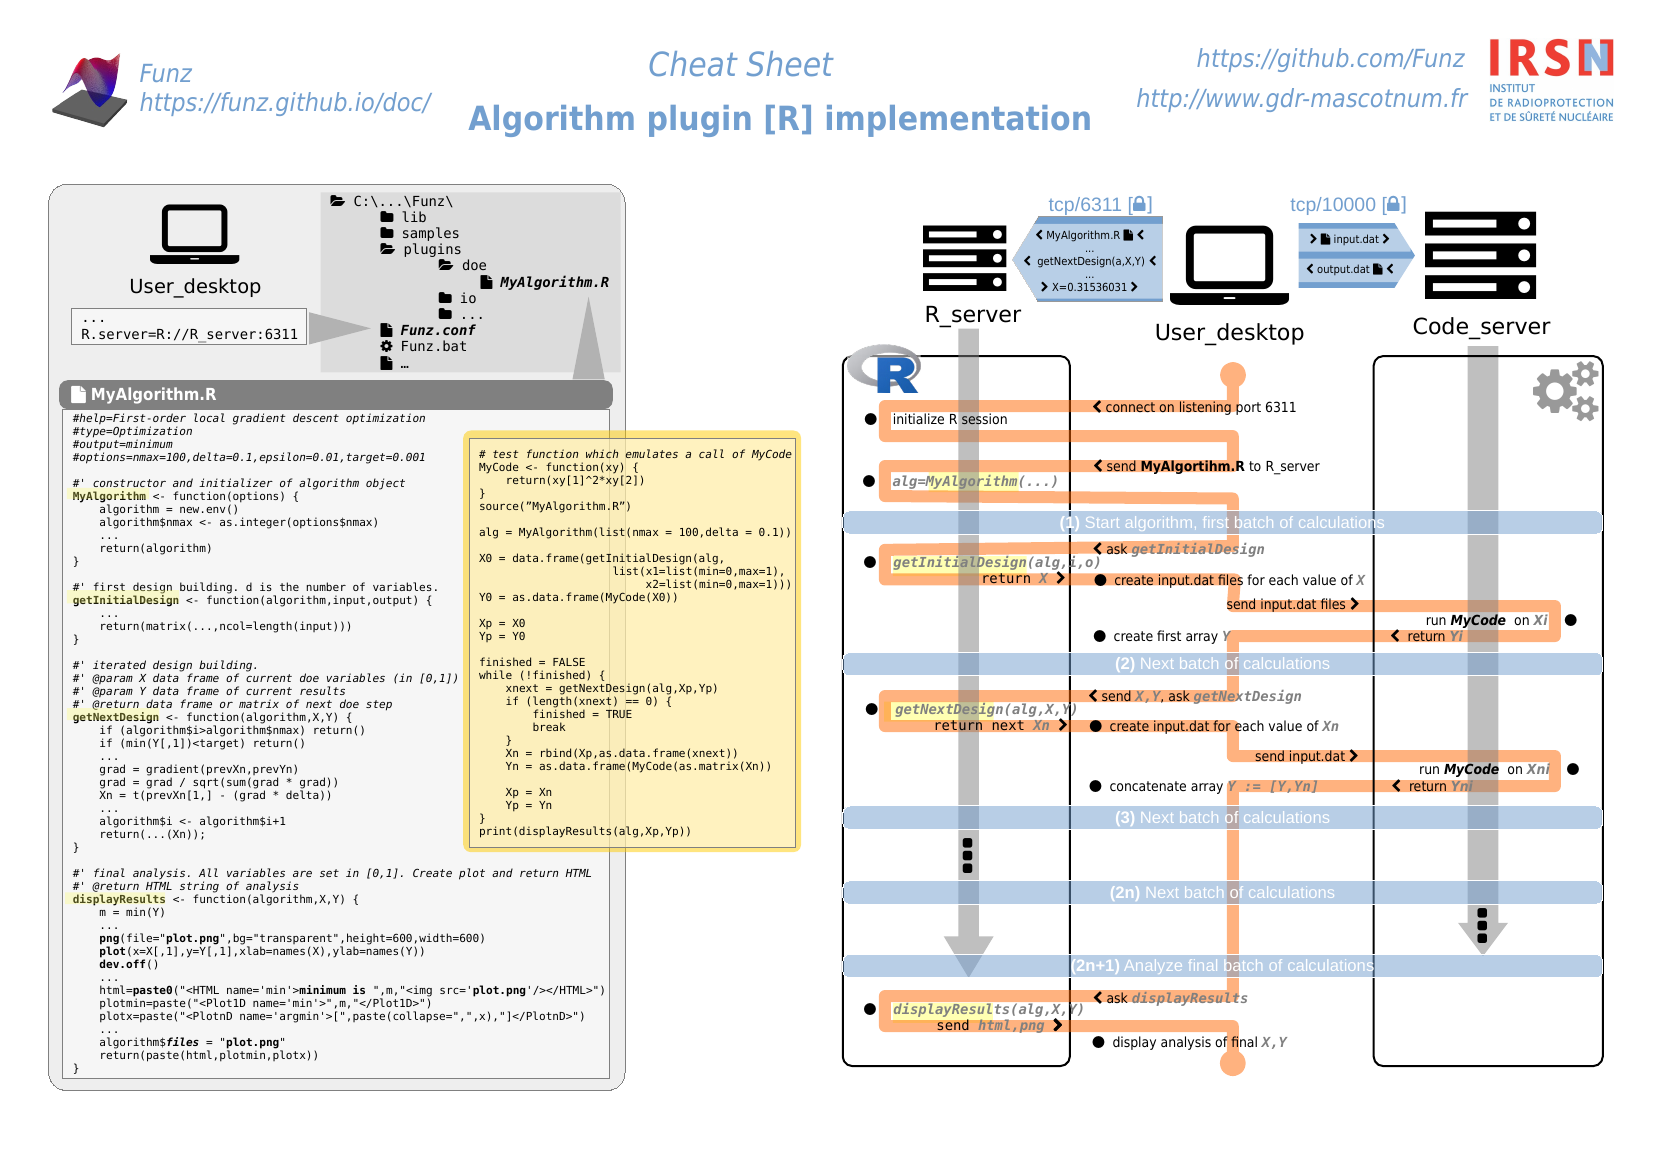 Funz
https://funz.github.io/doc/
Cheat Sheet
Algorithm plugin [R] implementation
https://github.com/Funz
http://www.gdr-mascotnum.fr
IRSN
INSTITUT
DE RADIOPROTECTION
ET DE SÛRETÉ NUCLÉAIRE
User_desktop
...
R.server=R://R_server:6311
C:\...\Funz\
lib
samples
plugins
doe
MyAlgorithm.R
io
...
Funz.conf
Funz.bat
…
MyAlgorithm.R
#help=First-order local gradient descent optimization
#type=Optimization
#output=minimum
#options=nmax=100,delta=0.1,epsilon=0.01,target=0.001
#' constructor and initializer of algorithm object
MyAlgorithm <- function(options) {
    algorithm = new.env()
    algorithm$nmax <- as.integer(options$nmax)
    ...
    return(algorithm)
}
#' first design building. d is the number of variables.
getInitialDesign <- function(algorithm,input,output) {
    ...
    return(matrix(...,ncol=length(input)))
}
#' iterated design building.
#' @param X data frame of current doe variables (in [0,1])
#' @param Y data frame of current results
#' @return data frame or matrix of next doe step
getNextDesign <- function(algorithm,X,Y) {
    if (algorithm$i>algorithm$nmax) return()
    if (min(Y[,1])<target) return()
    ...
    grad = gradient(prevXn,prevYn)
    grad = grad / sqrt(sum(grad * grad))
    Xn = t(prevXn[1,] - (grad * delta))
    ...
    algorithm$i <- algorithm$i+1
    return(...(Xn));
}
#' final analysis. All variables are set in [0,1]. Create plot and return HTML
#' @return HTML string of analysis
displayResults <- function(algorithm,X,Y) {
    m = min(Y)
    ...
    png(file="plot.png",bg="transparent",height=600,width=600)
    plot(x=X[,1],y=Y[,1],xlab=names(X),ylab=names(Y))
    dev.off()
    ...
    html=paste0("<HTML name='min'>minimum is ",m,"<img src='plot.png'/></HTML>")
    plotmin=paste("<Plot1D name='min'>",m,"</Plot1D>")
    plotx=paste("<PlotnD name='argmin'>[",paste(collapse=",",x),"]</PlotnD>")
    ...
    algorithm$files = "plot.png"
    return(paste(html,plotmin,plotx))
}
# test function which emulates a call of MyCode
MyCode <- function(xy) {
    return(xy[1]^2*xy[2])
}
source(”MyAlgorithm.R”)
alg = MyAlgorithm(list(nmax = 100,delta = 0.1))
X0 = data.frame(getInitialDesign(alg,
                    list(x1=list(min=0,max=1),
                         x2=list(min=0,max=1)))
Y0 = as.data.frame(MyCode(X0))
Xp = X0
Yp = Y0
finished = FALSE
while (!finished) {
    xnext = getNextDesign(alg,Xp,Yp)
    if (length(xnext) == 0) {
        finished = TRUE
        break
    }
    Xn = rbind(Xp,as.data.frame(xnext))
    Yn = as.data.frame(MyCode(as.matrix(Xn))
    Xp = Xn
    Yp = Yn
}
print(displayResults(alg,Xp,Yp))
tcp/6311 []
tcp/10000 []
MyAlgorithm.R
...
getNextDesign(a,X,Y)
...
X=0.31536031
input.dat
output.dat
R_server
User_desktop
Code_server
R
connect on listening port 6311
initialize R session
send MyAlgortihm.R to R_server
alg=MyAlgorithm(...)
(1) Start algorithm, first batch of calculations
ask getInitialDesign
getInitialDesign(alg,i,o)
return X
create input.dat files for each value of X
send input.dat files
run MyCode on Xi
return Yi
create first array Y
(2) Next batch of calculations
send X,Y, ask getNextDesign
getNextDesign(alg,X,Y)
return next Xn
create input.dat for each value of Xn
send input.dat
run MyCode on Xni
return Yni
concatenate array Y := [Y,Yn]
(3) Next batch of calculations
(2n) Next batch of calculations
(2n+1) Analyze final batch of calculations
ask displayResults
displayResults(alg,X,Y)
send html,png
display analysis of final X,Y